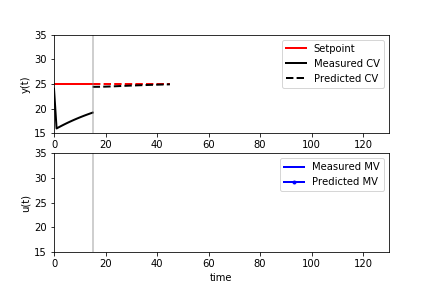 35
30
25
20
15
y(t)
Setpoint
Measured CV
Predicted CV
0 20 40 60 80 100 120
35
30
25
20
15
u(t)
Measured MV
Predicted MV
0 20 40 60 80 100 120
time